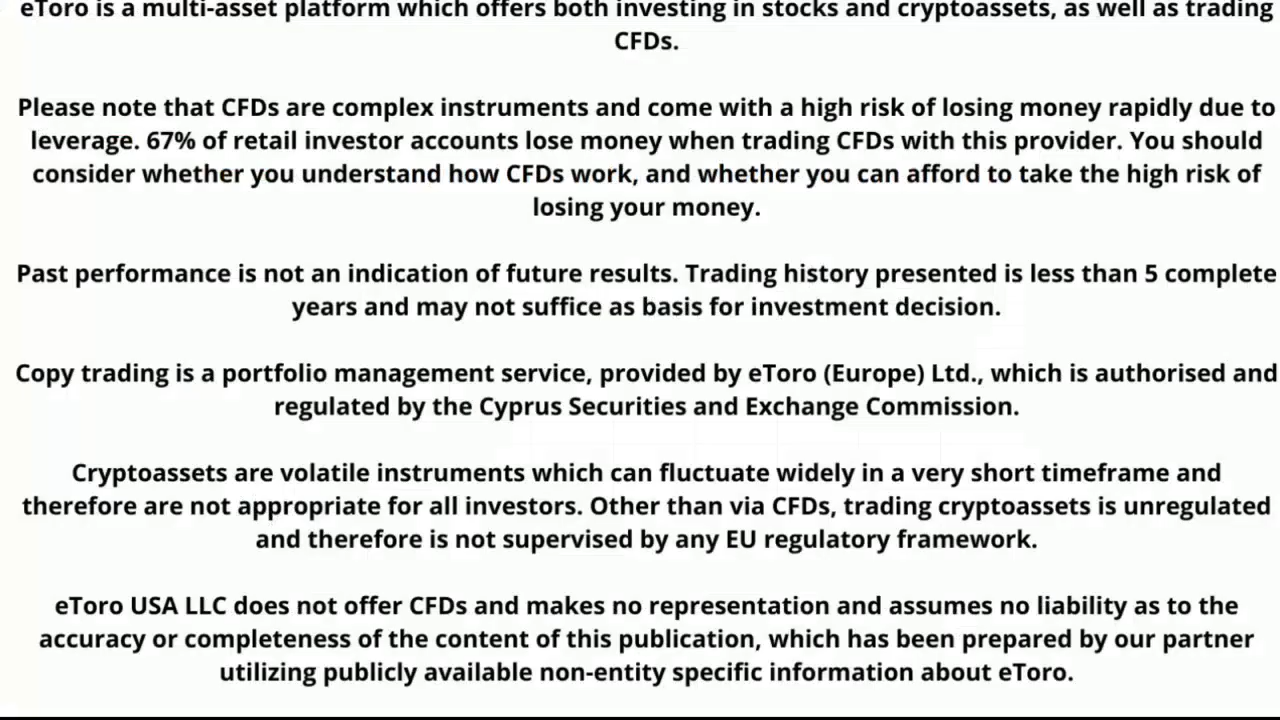 eToro is a multi-asset platform which offers both investing in stocks and cryptoassets, as well as trading
CFDs.
Please note that CFDs are complex instruments and come with a high risk of losing money rapidly due to
leverage. 67% of retail investor accounts lose money when trading CFDs with this provider. You should
consider whether you understand how CFDs work, and whether you can afford to take the high risk of
losing your money.
Past performance is not an indication of future results. Trading history presented is less than 5 complete
years and may not suffice as basis for investment decision.
Copy trading is a portfolio management service, provided by eToro (Europe) Ltd., which is authorised and
regulated by the Cyprus Securities and Exchange Commission.
Cryptoassets are volatile instruments which can fluctuate widely in a very short timeframe and
therefore are not appropriate for all investors. Other than via CFDs, trading cryptoassets is unregulated
and therefore is not supervised by any EU regulatory framework.
eToro USA LLC does not offer CFDs and makes no representation and assumes no liability as to the
accuracy or completeness of the content of this publication, which has been prepared by our partner
utilizing publicly available non-entity specific information about eToro.